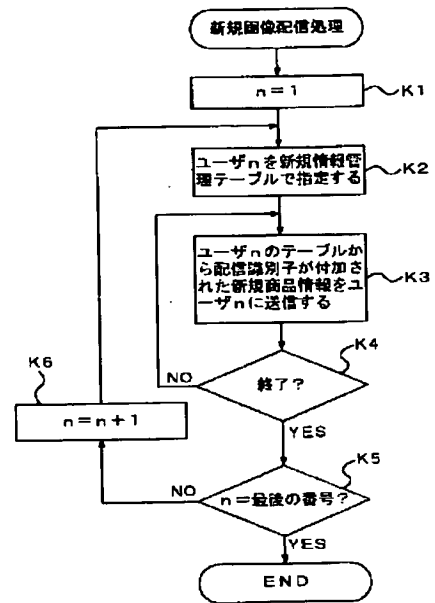 新規画像配信処理
n=1
K1
ユーザnを新規情報管
理テーブルで指定する
K2
ユーザnのテーブルか
ら配信識別子が付加され
た新規商品情報をユー
ザnに送信する
K3
K4
終了?
NO
YES
K6
n=n+1
K5
n=最後の番号?
NO
YES
END